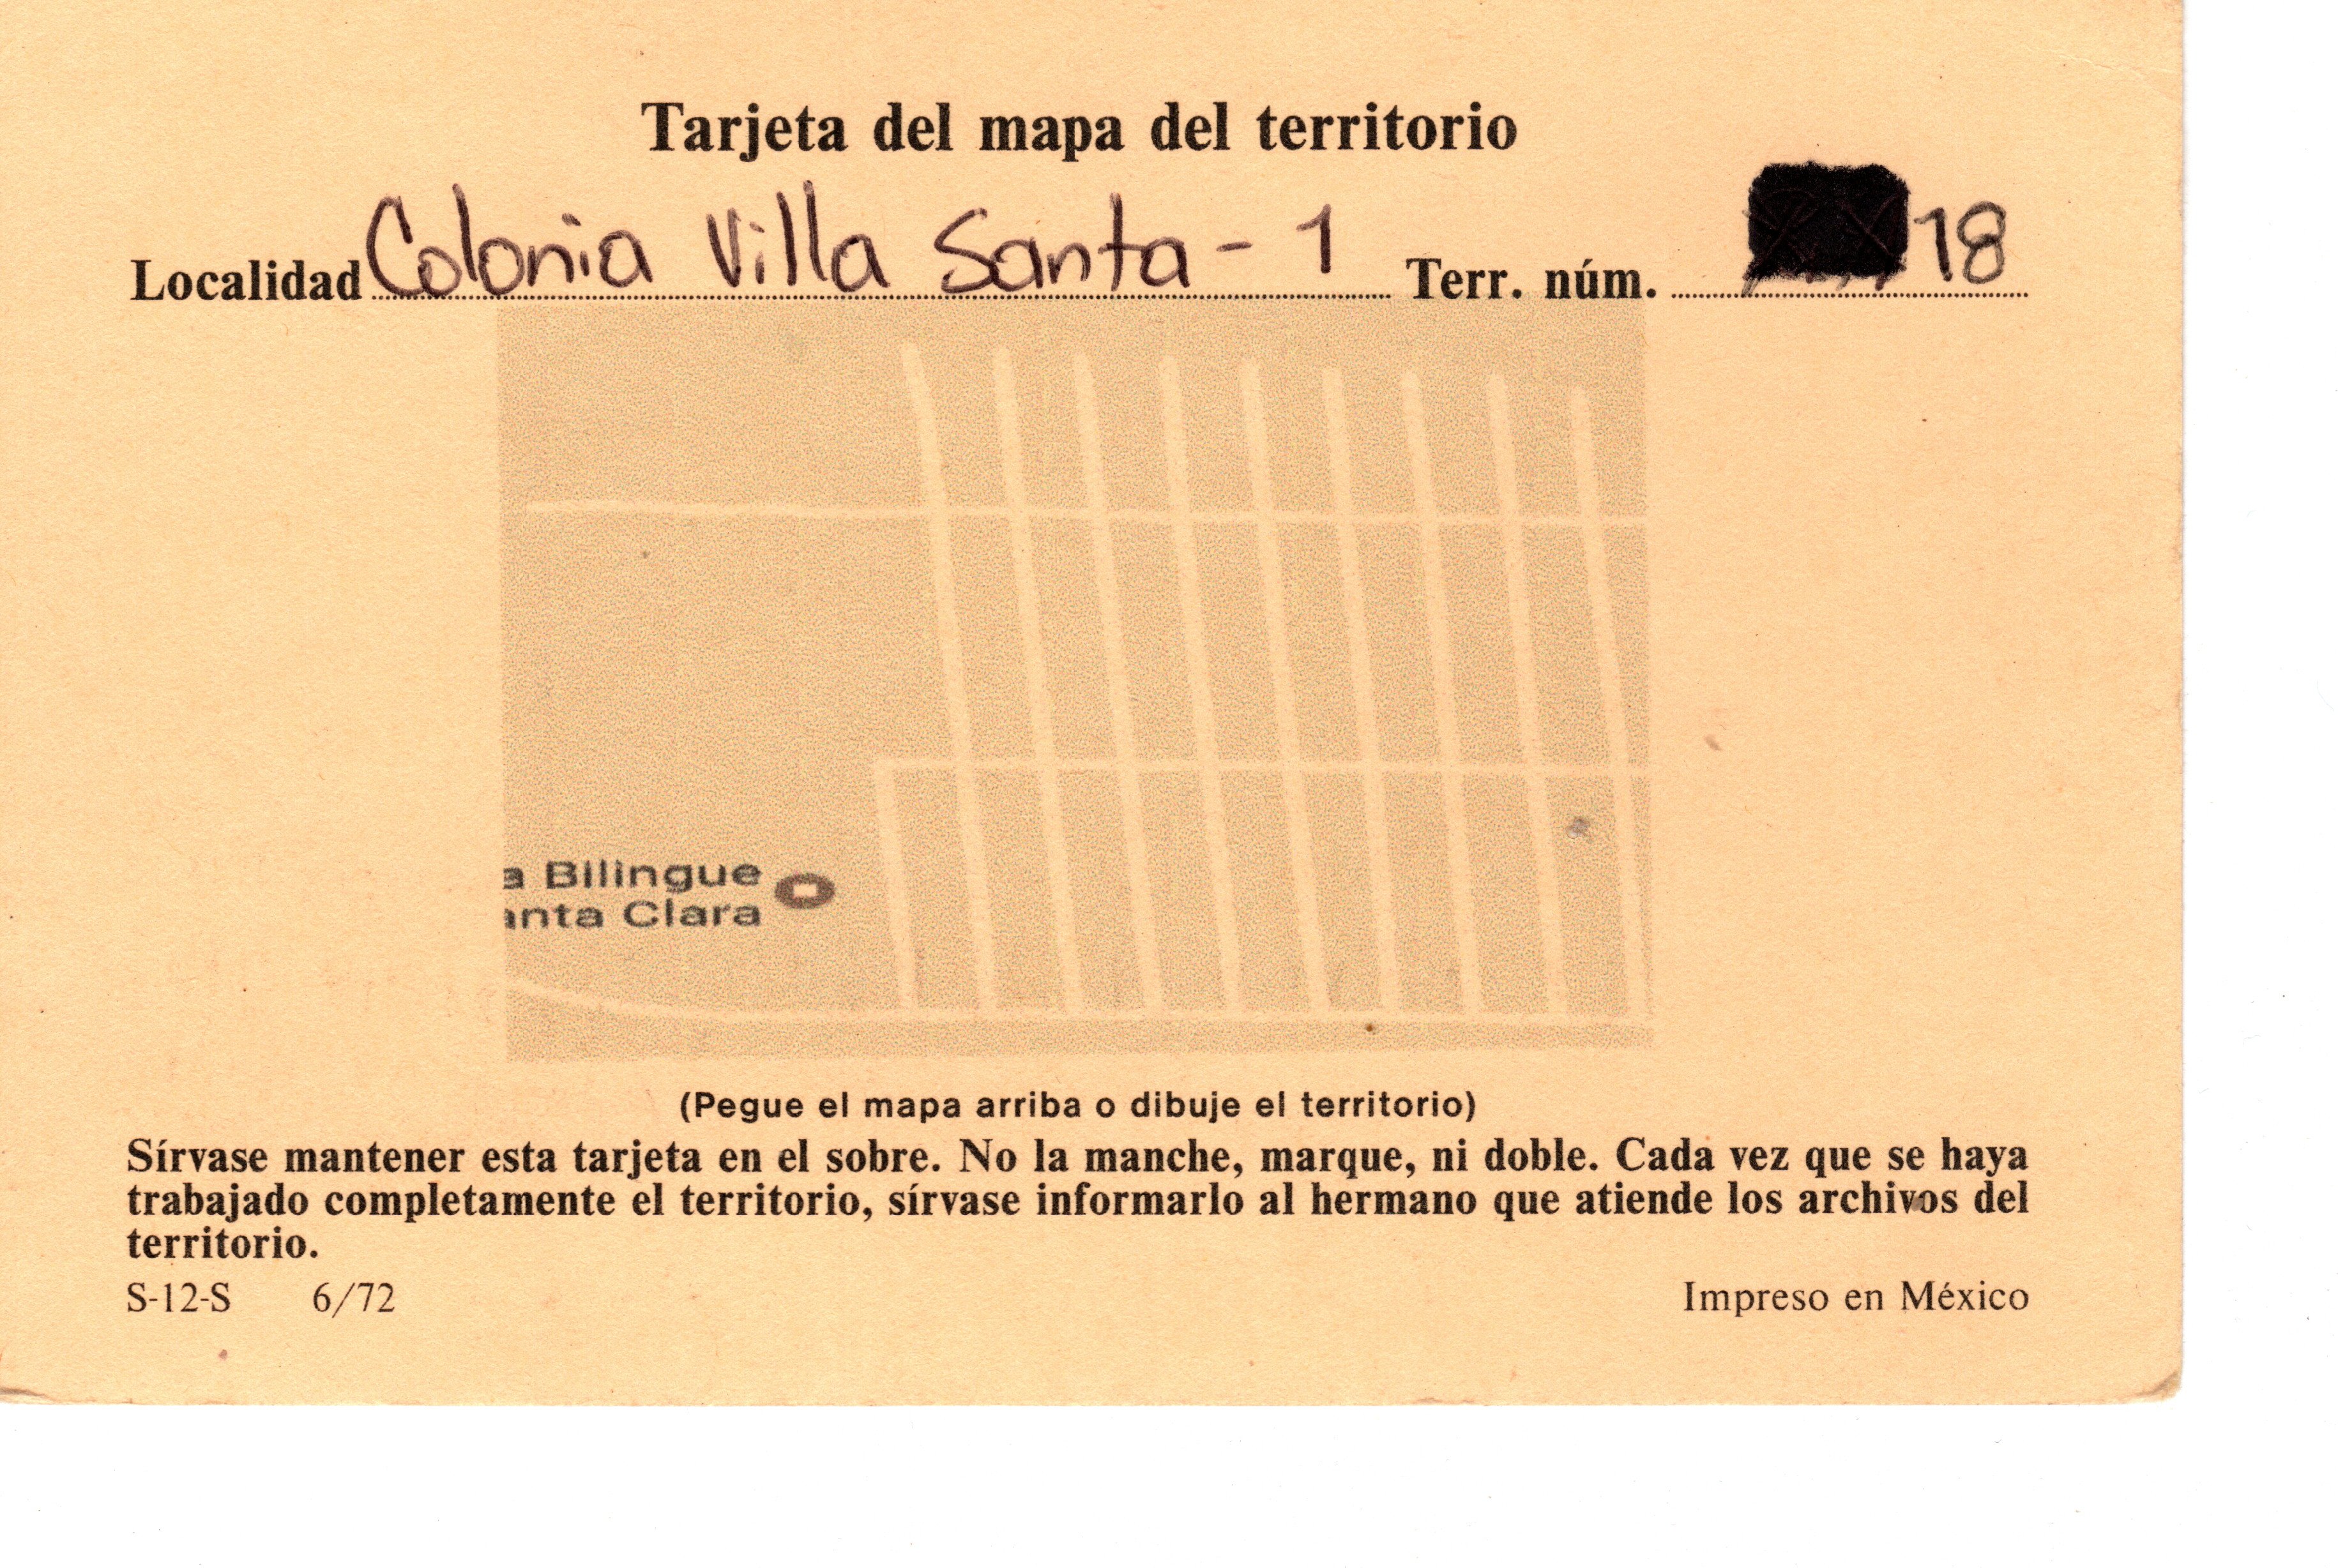 Tarjeta del mapa del territorio
Localidad Colonia Villa Santa - 1 Terr. núm. 18
a Bilingue
anta Clara
(Pegue el mapa arriba o dibuje el territorio)
Sírvase mantener esta tarjeta en el sobre. No la manche, marque, ni doble. Cada vez que se haya
trabajado completamente el territorio, sírvase informarlo al hermano que atiende los archivos del
territorio.
S-12-S 6/72 Impreso en México